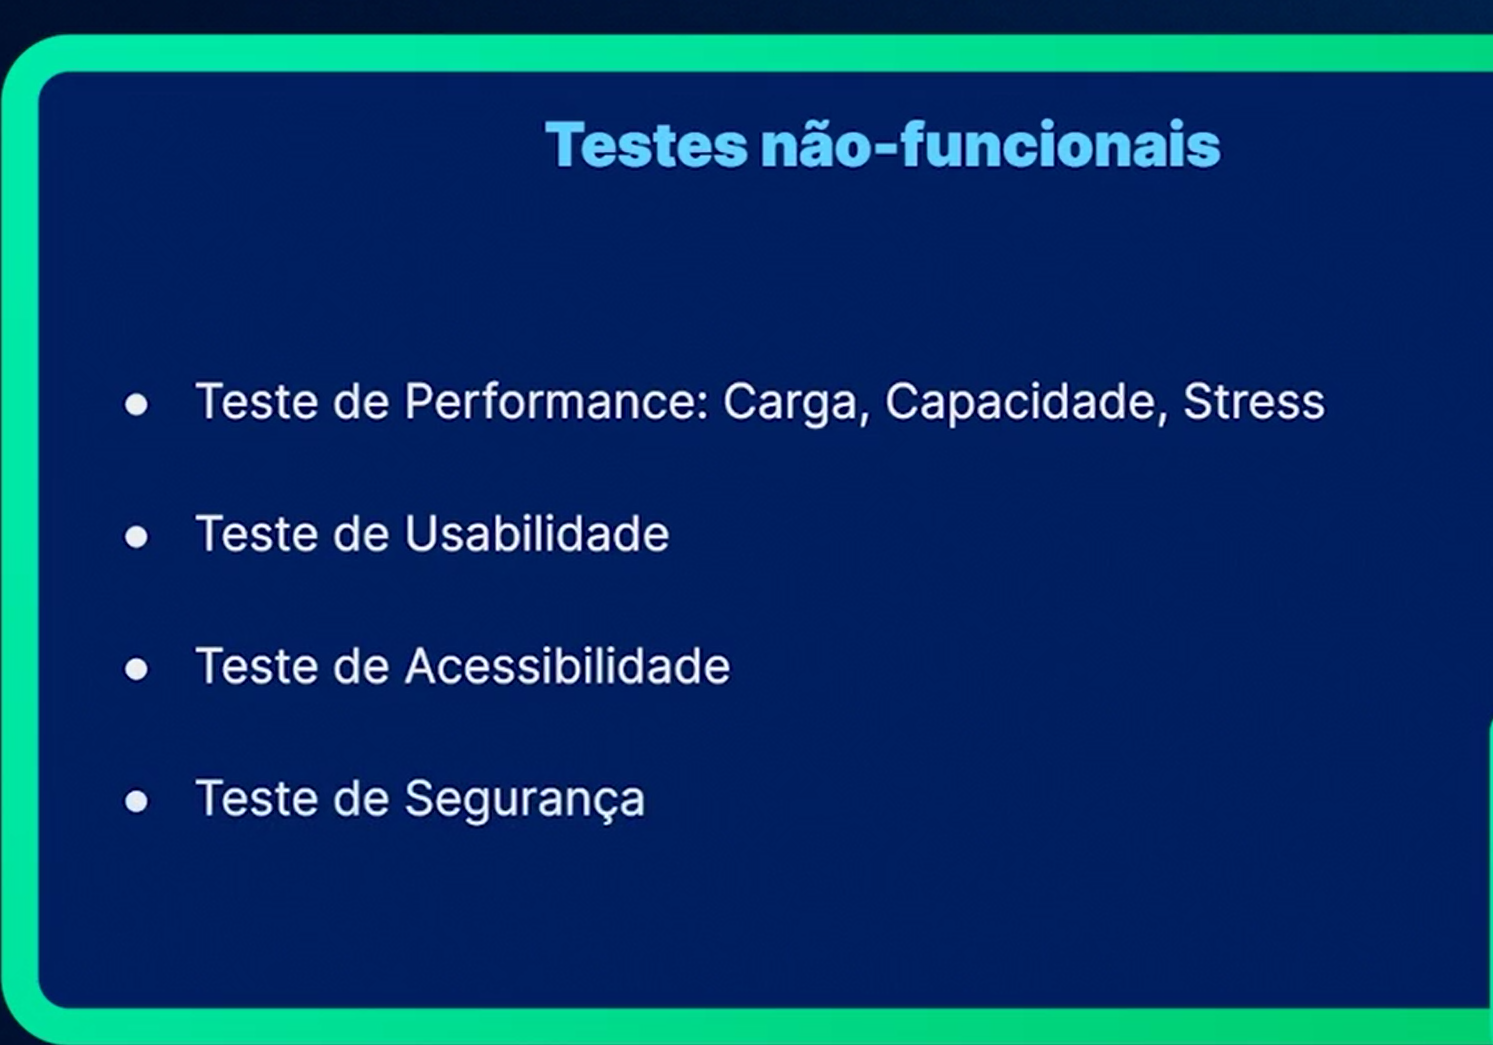 Testes não-funcionais
● Teste de Performance: Carga, Capacidade, Stress
● Teste de Usabilidade
● Teste de Acessibilidade
● Teste de Segurança